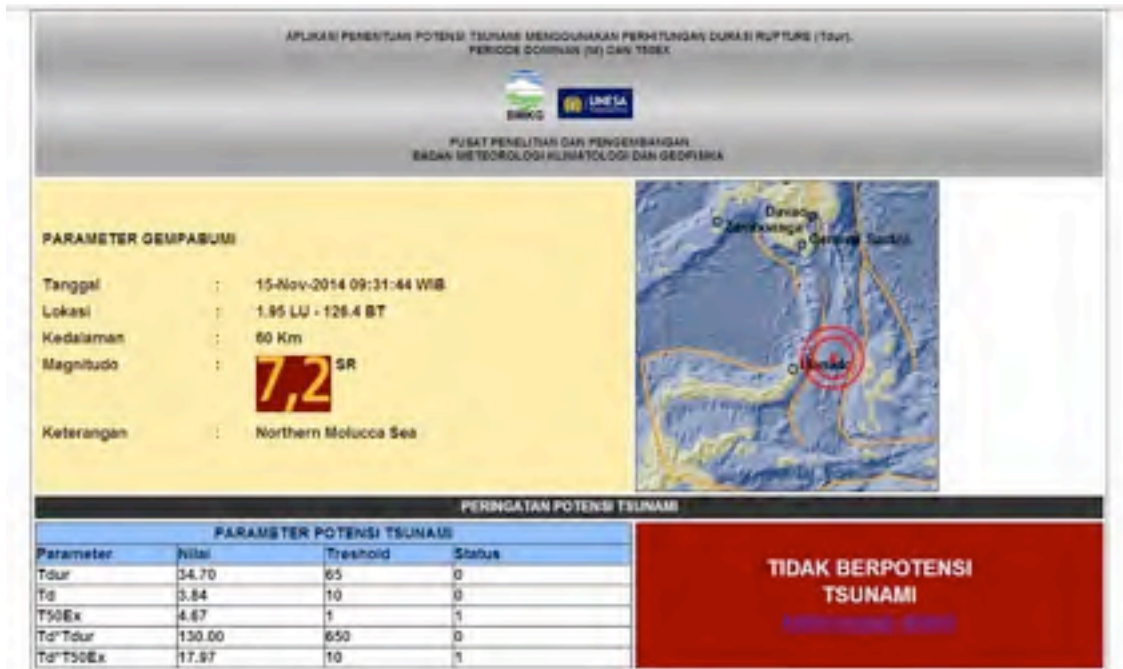 APLIKASI PENENTUAN POTENSI TSUNAMI MENGGUNAKAN PERHITUNGAN DURASI RUPTURE (Tdur),
PERIODE DOMINAN (td) DAN T50EX
BMKG
UNESA
PUSAT PENELITIAN DAN PENGEMBANGAN
BADAN METEOROLOGI KLIMATOLOGI DAN GEOFISIKA
PARAMETER GEMPABUMI
Tanggal : 15-Nov-2014 09:31:44 WIB
Lokasi : 1.95 LU - 126.4 BT
Kedalaman : 60 Km
Magnitudo : 7,2 SR
Keterangan : Northern Molucca Sea
Davao
Zamboanga
General Santos
Manado
PERINGATAN POTENSI TSUNAMI
PARAMETER POTENSI TSUNAMI
Parameter Nilai Treshold Status
Tdur 34.70 65 0
Td 3.84 10 0
T50Ex 4.67 1 1
Td*Tdur 130.00 650 0
Td*T50Ex 17.97 10 1
TIDAK BERPOTENSI
TSUNAMI